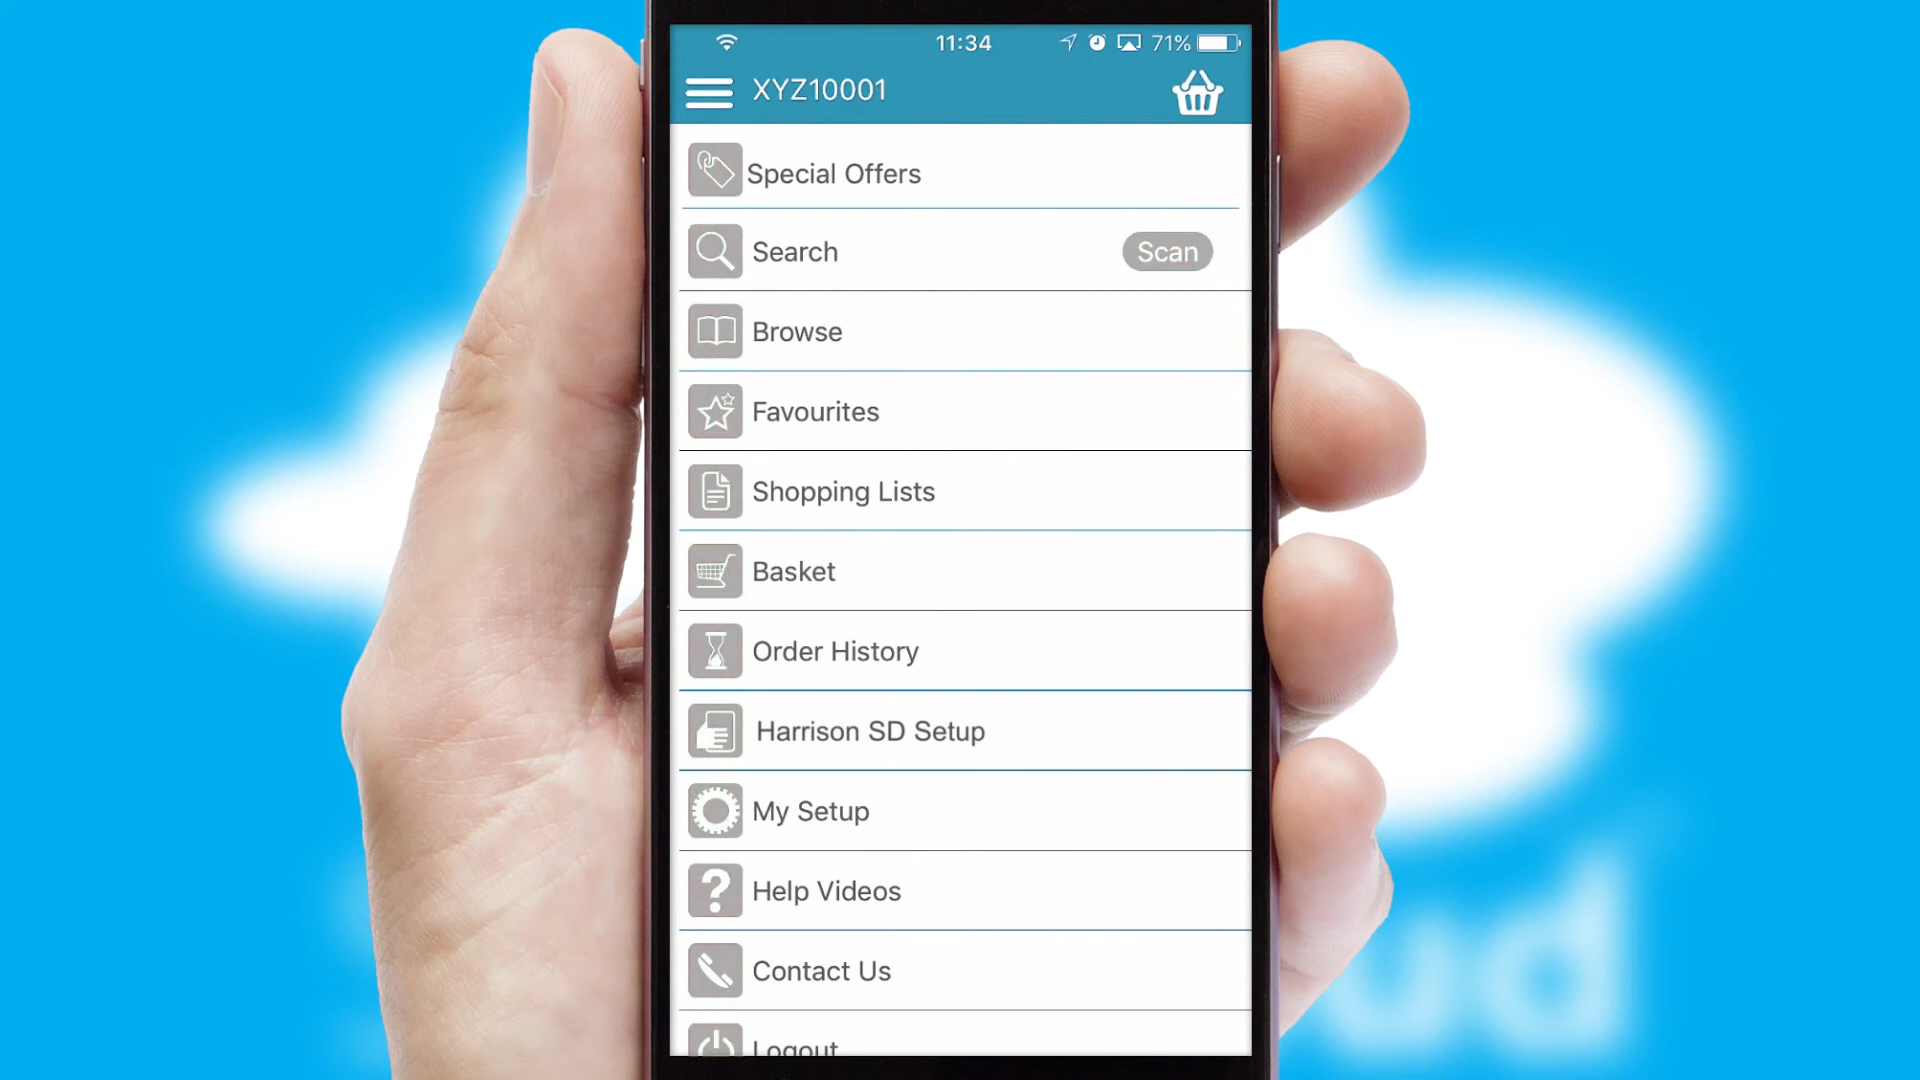 11:34 71%
XYZ10001
Special Offers
Search Scan
Browse
Favourites
Shopping Lists
Basket
Order History
Harrison SD Setup
My Setup
Help Videos
Contact Us
Logout
ud